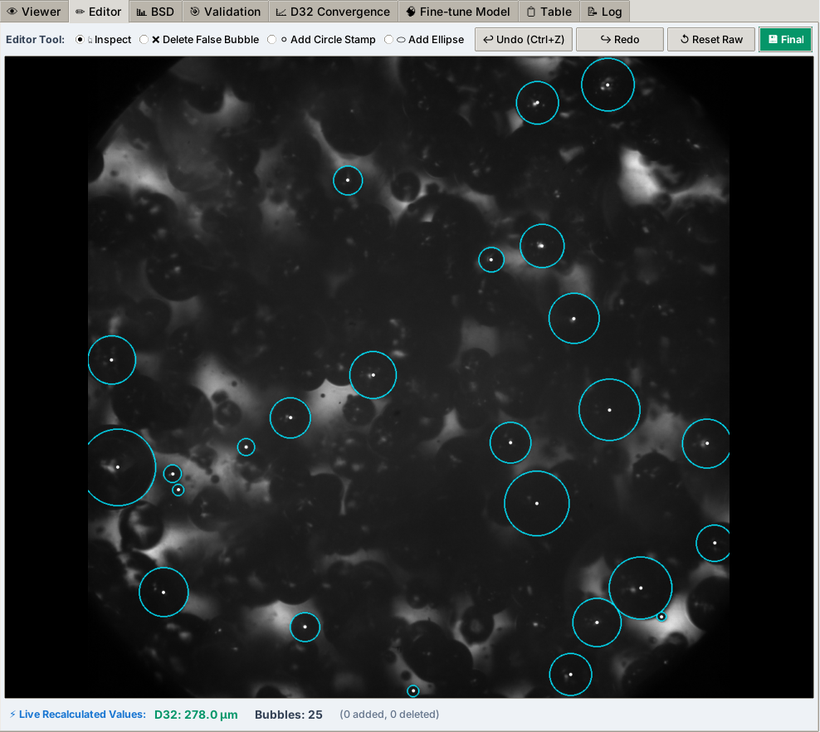 Viewer Editor BSD Validation D32 Convergence Fine-tune Model Table Log
Editor Tool: Inspect Delete False Bubble Add Circle Stamp Add Ellipse Undo (Ctrl+Z) Redo Reset Raw Final
Live Recalculated Values: D32: 278.0 µm Bubbles: 25 (0 added, 0 deleted)